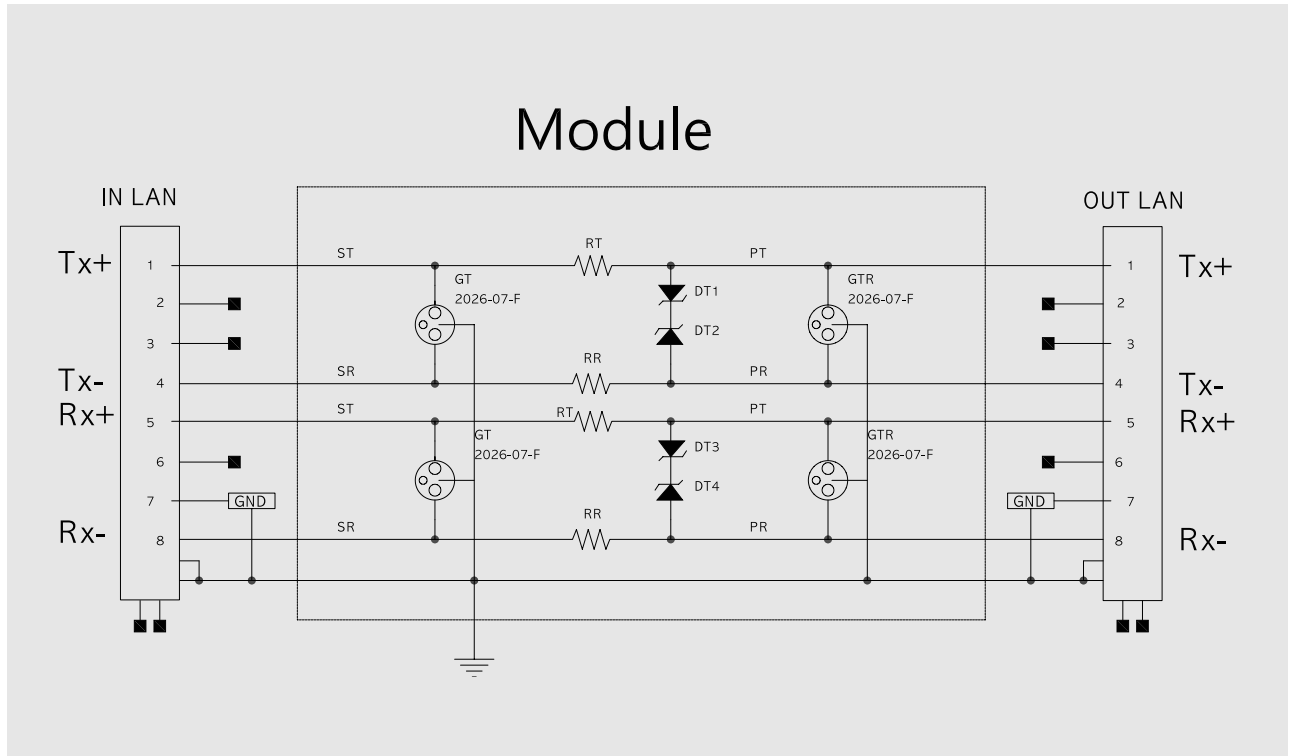 Module
IN LAN
OUT LAN
Tx+ 1 ST RT PT 1 Tx+
GT
2026-07-F
DT1
GTR
2026-07-F
2 2
DT2
3 3
Tx- 4 SR RR PR 4 Tx-
Rx+ 5 ST RT PT 5 Rx+
GT
2026-07-F
DT3
GTR
2026-07-F
6 6
DT4
7 GND GND 7
Rx- 8 SR RR PR 8 Rx-